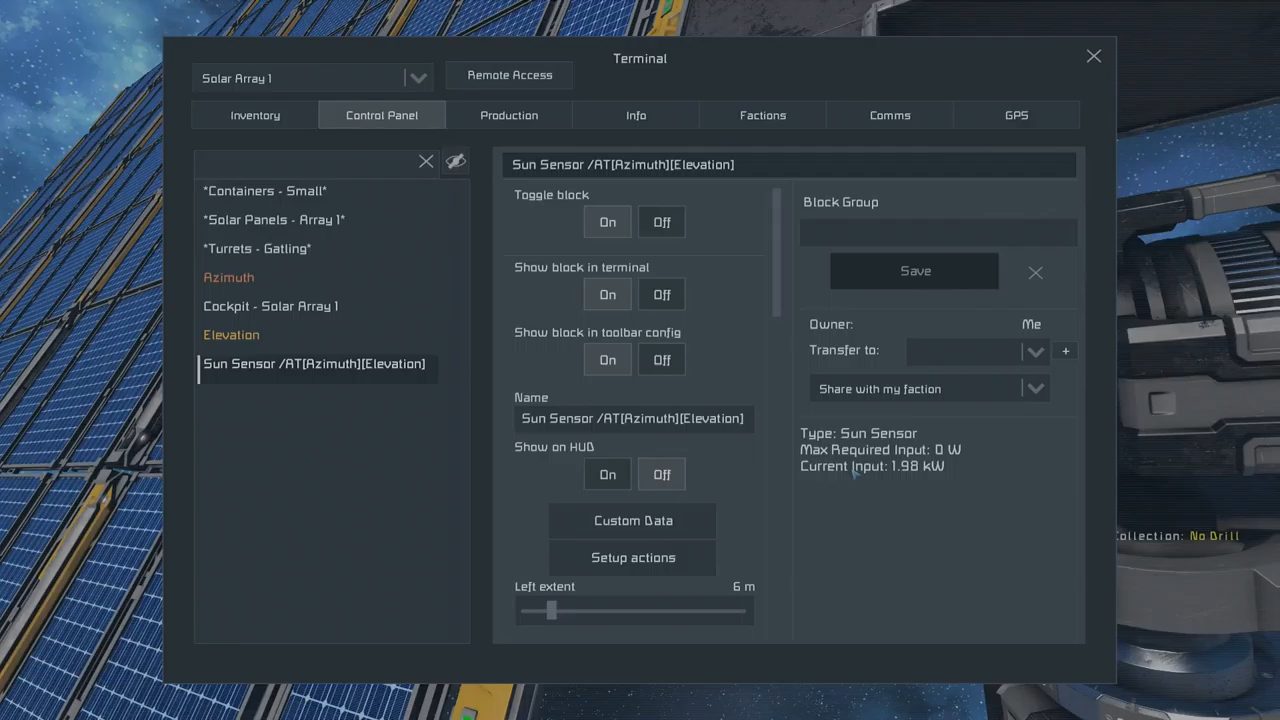 Terminal
Solar Array 1
Remote Access
Inventory
Control Panel
Production
Info
Factions
Comms
GPS
*Containers - Small*
*Solar Panels - Array 1*
*Turrets - Gatling*
Azimuth
Cockpit - Solar Array 1
Elevation
Sun Sensor /AT[Azimuth][Elevation]
Sun Sensor /AT[Azimuth][Elevation]
Toggle block
On Off
Show block in terminal
On Off
Show block in toolbar config
On Off
Name
Sun Sensor /AT[Azimuth][Elevation]
Show on HUD
On Off
Custom Data
Setup actions
Left extent 6 m
Block Group
Save
Owner: Me
Transfer to:
+
Share with my faction
Type: Sun Sensor
Max Required Input: 0 W
Current Input: 1.98 kW
Collection: No Drill